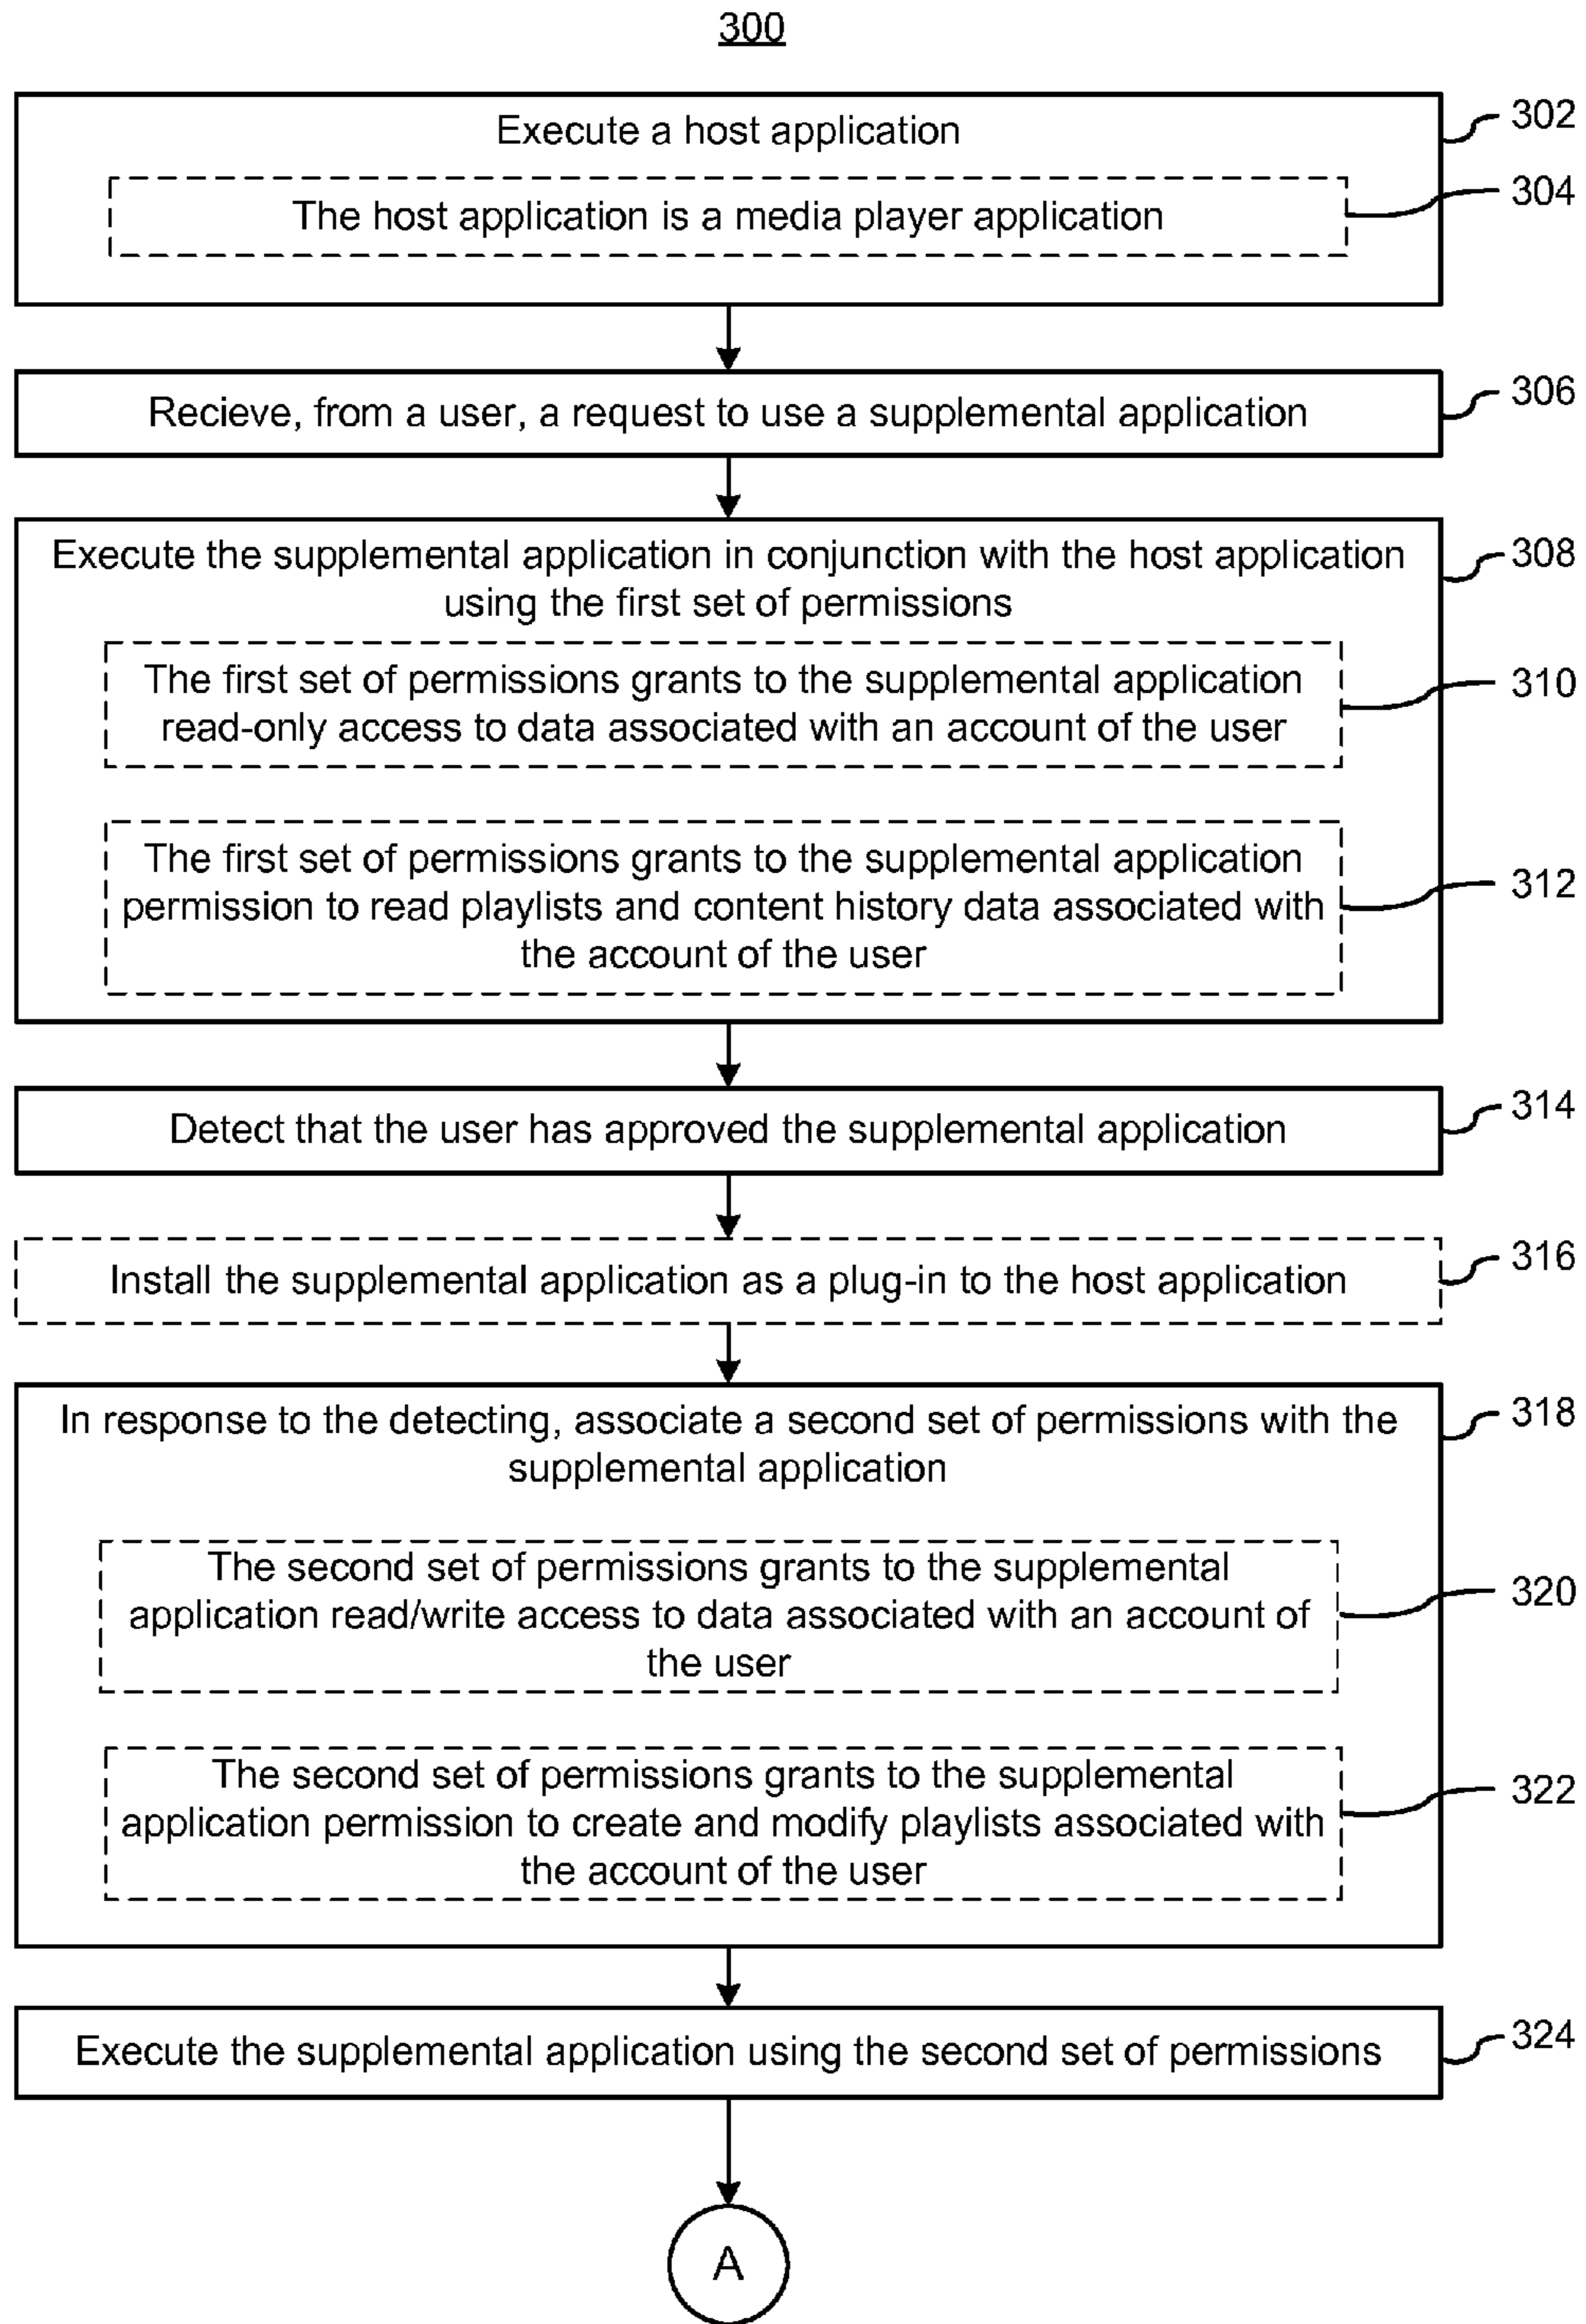 300
Execute a host application
302
The host application is a media player application
304
Recieve, from a user, a request to use a supplemental application
306
Execute the supplemental application in conjunction with the host application
using the first set of permissions
308
The first set of permissions grants to the supplemental application
read-only access to data associated with an account of the user
310
The first set of permissions grants to the supplemental application
permission to read playlists and content history data associated with
the account of the user
312
Detect that the user has approved the supplemental application
314
Install the supplemental application as a plug-in to the host application
316
In response to the detecting, associate a second set of permissions with the
supplemental application
318
The second set of permissions grants to the supplemental
application read/write access to data associated with an account of
the user
320
The second set of permissions grants to the supplemental
application permission to create and modify playlists associated with
the account of the user
322
Execute the supplemental application using the second set of permissions
324
A